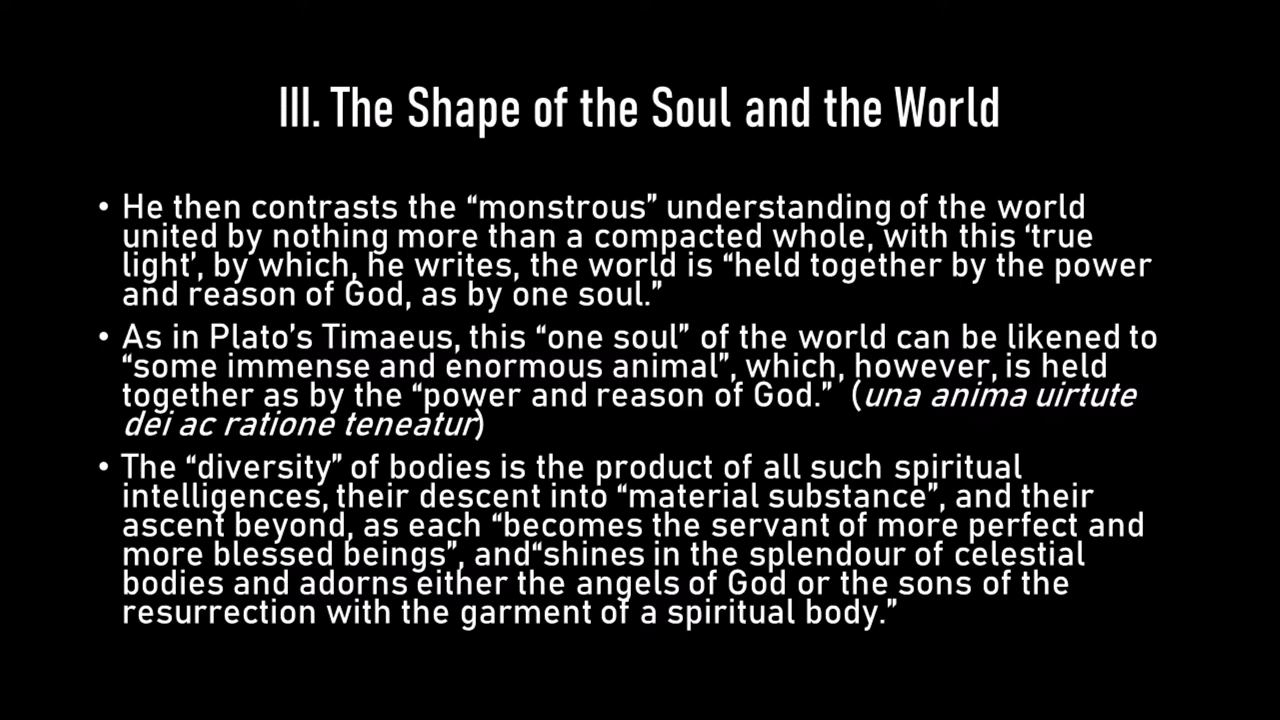 III. The Shape of the Soul and the World
• He then contrasts the “monstrous” understanding of the world
united by nothing more than a compacted whole, with this ‘true
light’, by which, he writes, the world is “held together by the power
and reason of God, as by one soul.”
• As in Plato’s Timaeus, this “one soul” of the world can be likened to
“some immense and enormous animal”, which, however, is held
together as by the “power and reason of God.” (una anima uirtute
dei ac ratione teneatur)
• The “diversity” of bodies is the product of all such spiritual
intelligences, their descent into “material substance”, and their
ascent beyond, as each “becomes the servant of more perfect and
more blessed beings”, and“shines in the splendour of celestial
bodies and adorns either the angels of God or the sons of the
resurrection with the garment of a spiritual body.”